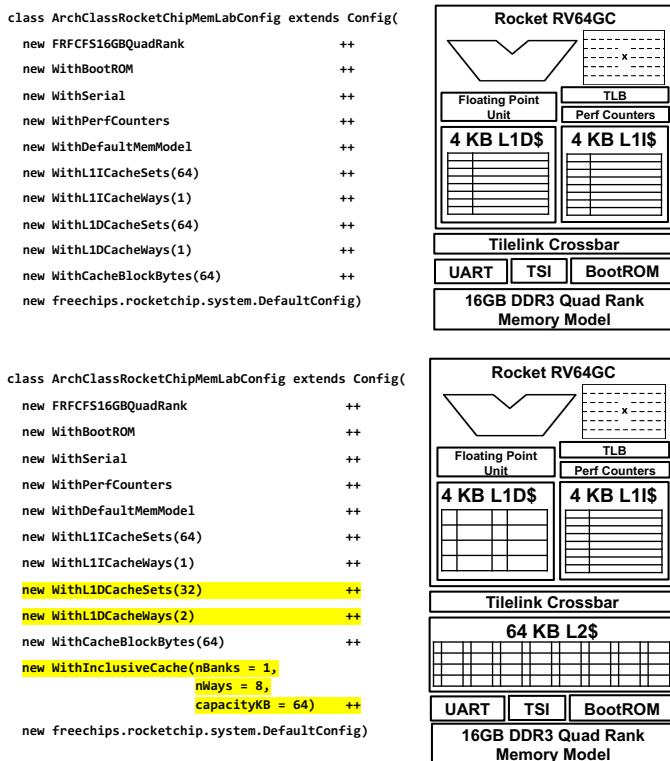 class ArchClassRocketChipMemLabConfig extends Config(
new FRFCFS16GBQuadRank ++
new WithBootROM ++
new WithSerial ++
new WithPerfCounters ++
new WithDefaultMemModel ++
new WithL1ICacheSets(64) ++
new WithL1ICacheWays(1) ++
new WithL1DCacheSets(64) ++
new WithL1DCacheWays(1) ++
new WithCacheBlockBytes(64) ++
new freechips.rocketchip.system.DefaultConfig)
Rocket RV64GC
x
Floating Point
Unit
TLB
Perf Counters
4 KB L1D$
4 KB L1I$
Tilelink Crossbar
UART
TSI
BootROM
16GB DDR3 Quad Rank
Memory Model
class ArchClassRocketChipMemLabConfig extends Config(
new FRFCFS16GBQuadRank ++
new WithBootROM ++
new WithSerial ++
new WithPerfCounters ++
new WithDefaultMemModel ++
new WithL1ICacheSets(64) ++
new WithL1ICacheWays(1) ++
new WithL1DCacheSets(32) ++
new WithL1DCacheWays(2) ++
new WithCacheBlockBytes(64) ++
new WithInclusiveCache(nBanks = 1,
nWays = 8,
capacityKB = 64) ++
new freechips.rocketchip.system.DefaultConfig)
Rocket RV64GC
x
Floating Point
Unit
TLB
Perf Counters
4 KB L1D$
4 KB L1I$
Tilelink Crossbar
64 KB L2$
UART
TSI
BootROM
16GB DDR3 Quad Rank
Memory Model